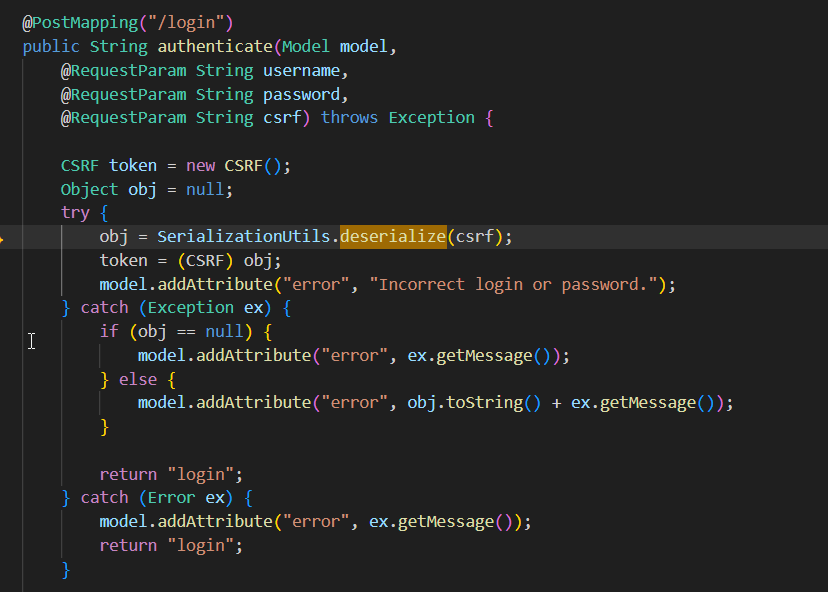 @PostMapping("/login")
public String authenticate(Model model,
@RequestParam String username,
@RequestParam String password,
@RequestParam String csrf) throws Exception {
CSRF token = new CSRF();
Object obj = null;
try {
obj = SerializationUtils.deserialize(csrf);
token = (CSRF) obj;
model.addAttribute("error", "Incorrect login or password.");
} catch (Exception ex) {
if (obj == null) {
model.addAttribute("error", ex.getMessage());
} else {
model.addAttribute("error", obj.toString() + ex.getMessage());
}
return "login";
} catch (Error ex) {
model.addAttribute("error", ex.getMessage());
return "login";
}